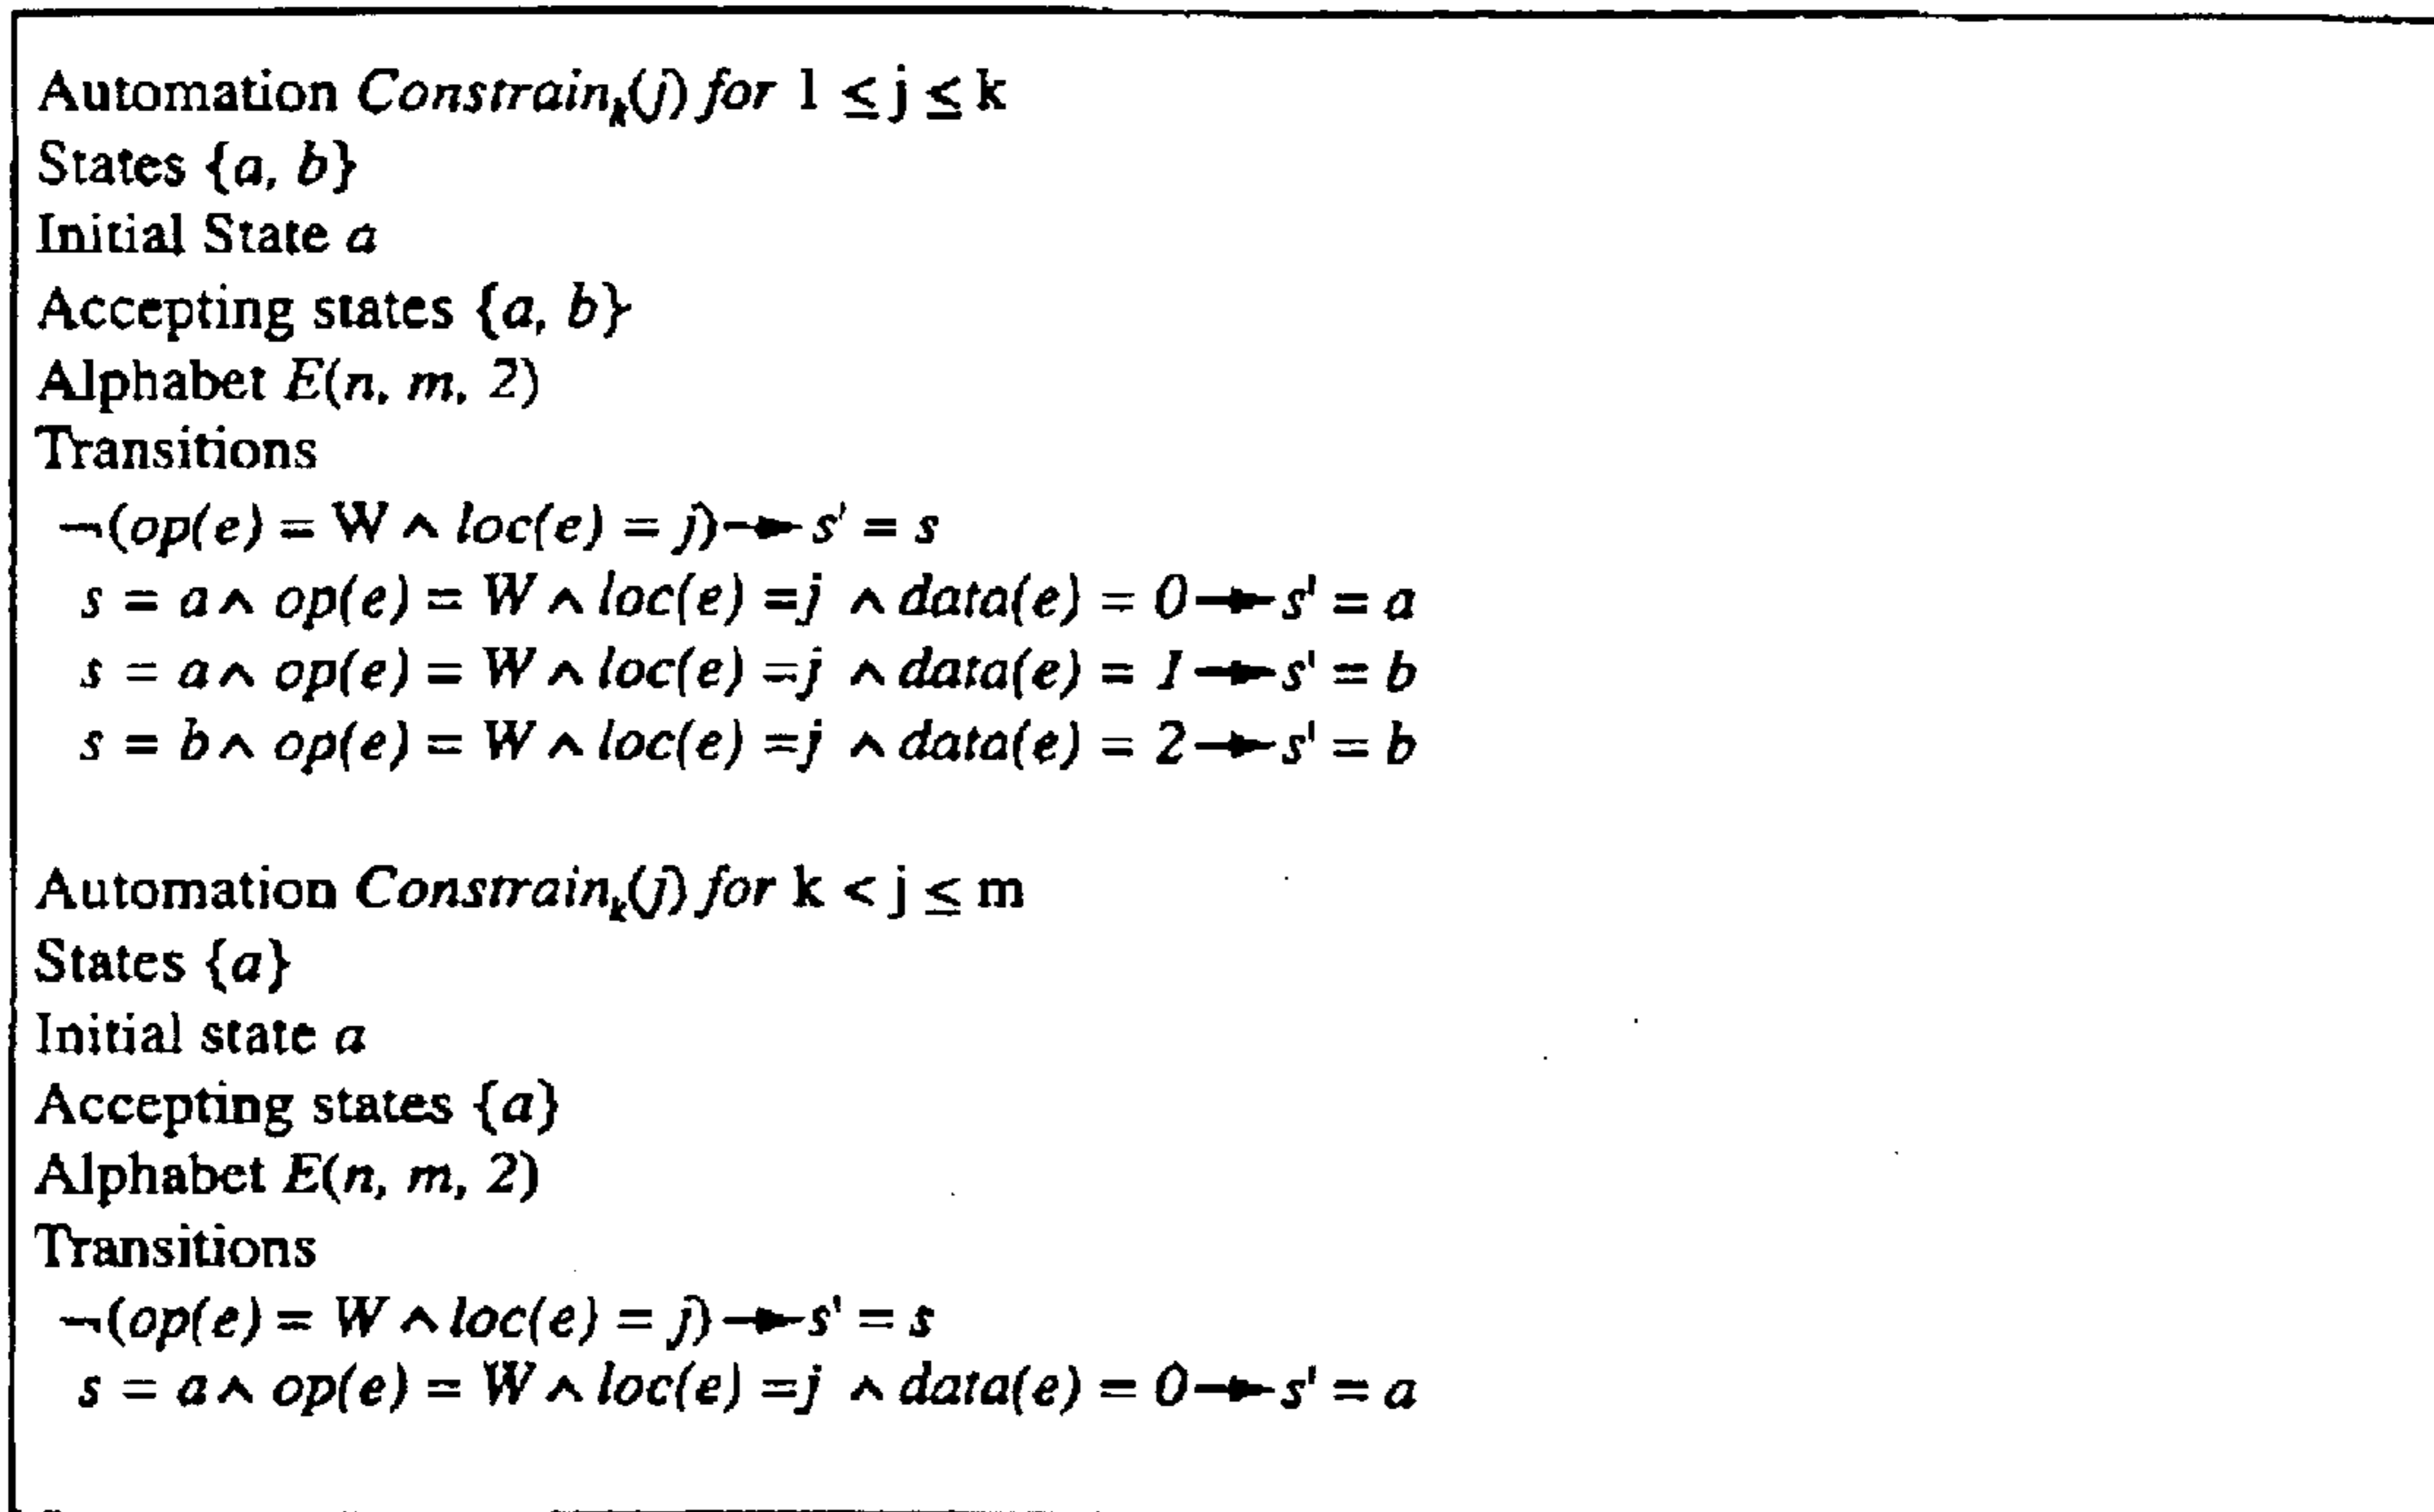 Automation Constrainₖ(j) for 1 ≤ j ≤ k
States {a, b}
Initial State a
Accepting states {a, b}
Alphabet E(n, m, 2)
Transitions
¬(op(e) = W ∧ loc(e) = j) → s' = s
s = a ∧ op(e) = W ∧ loc(e) = j ∧ data(e) = 0 → s' = a
s = a ∧ op(e) = W ∧ loc(e) = j ∧ data(e) = 1 → s' = b
s = b ∧ op(e) = W ∧ loc(e) = j ∧ data(e) = 2 → s' = b
Automation Constrainₖ(j) for k < j ≤ m
States {a}
Initial state a
Accepting states {a}
Alphabet E(n, m, 2)
Transitions
¬(op(e) = W ∧ loc(e) = j) → s' = s
s = a ∧ op(e) = W ∧ loc(e) = j ∧ data(e) = 0 → s' = a